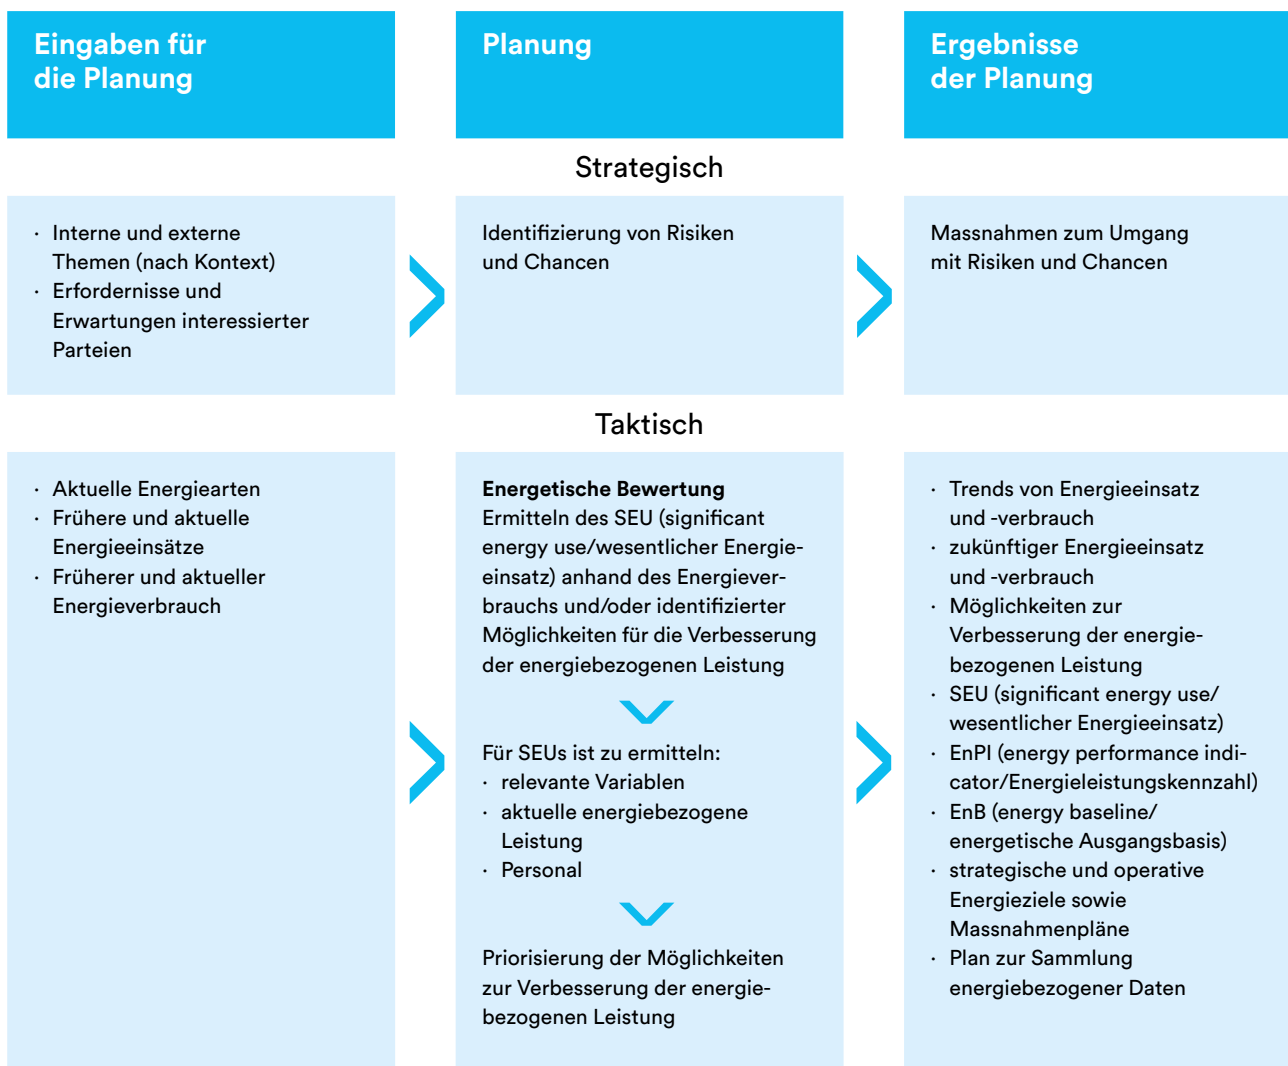 Eingaben für
die Planung
Planung
Ergebnisse
der Planung
Strategisch
· Interne und externe
Themen (nach Kontext)
· Erfordernisse und
Erwartungen interessierter
Parteien
Identifizierung von Risiken
und Chancen
Massnahmen zum Umgang
mit Risiken und Chancen
Taktisch
· Aktuelle Energiearten
· Frühere und aktuelle
Energieeinsätze
· Früherer und aktueller
Energieverbrauch
Energetische Bewertung
Ermitteln des SEU (significant
energy use/wesentlicher Energie-
einsatz) anhand des Energiever-
brauchs und/oder identifizierter
Möglichkeiten für die Verbesserung
der energiebezogenen Leistung
Für SEUs ist zu ermitteln:
· relevante Variablen
· aktuelle energiebezogene
Leistung
· Personal
Priorisierung der Möglichkeiten
zur Verbesserung der energie-
bezogenen Leistung
· Trends von Energieeinsatz
und -verbrauch
· zukünftiger Energieeinsatz
und -verbrauch
· Möglichkeiten zur
Verbesserung der energie-
bezogenen Leistung
· SEU (significant energy use/
wesentlicher Energieeinsatz)
· EnPI (energy performance indi-
cator/Energieleistungskennzahl)
· EnB (energy baseline/
energetische Ausgangsbasis)
· strategische und operative
Energieziele sowie
Massnahmenpläne
· Plan zur Sammlung
energiebezogener Daten